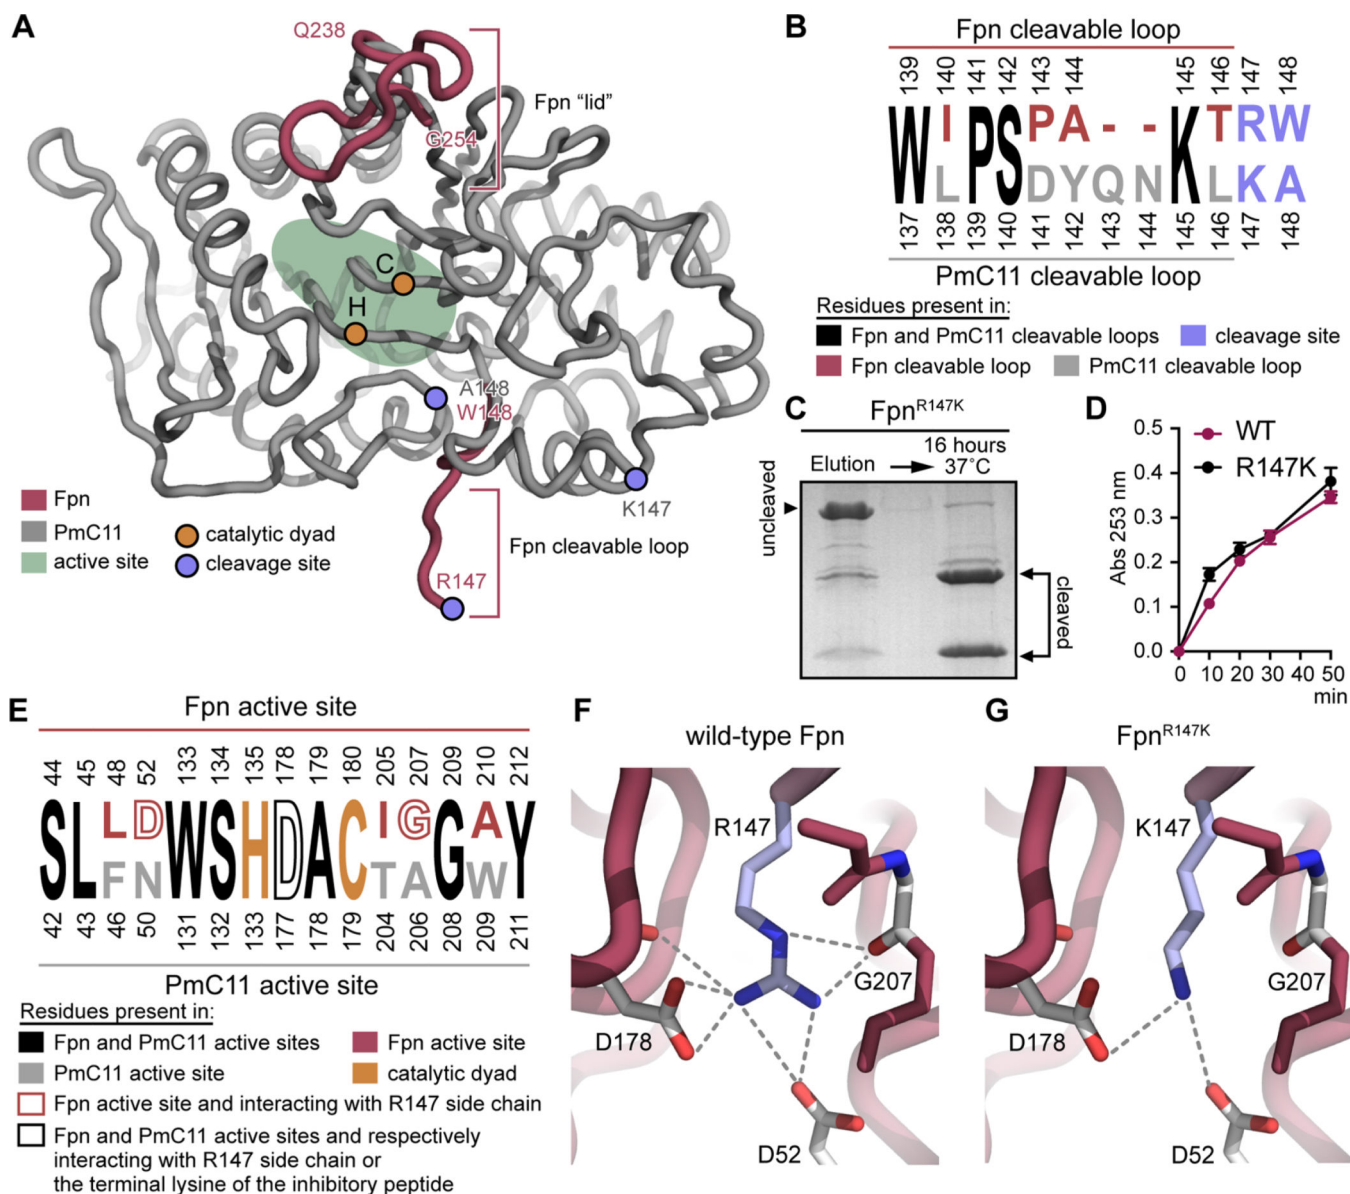 A
Q238
G254
Fpn "lid"
C
H
A148
W148
K147
R147
Fpn cleavable loop
Fpn
PmC11
active site
catalytic dyad
cleavage site
B
Fpn cleavable loop
139 140 141 142 143 144 145 146 147 148
W I P S P A - - K T R W
L D Y Q N L K A
137 138 139 140 141 142 143 144 145 146 147 148
PmC11 cleavable loop
Residues present in:
Fpn and PmC11 cleavable loops
cleavage site
Fpn cleavable loop
PmC11 cleavable loop
C
FpnR147K
16 hours
Elution 37°C
uncleaved
cleaved
D
WT
R147K
Abs 253 nm
0.5
0.4
0.3
0.2
0.1
0.0
0 10 20 30 40 50
min
E
Fpn active site
44 45 48 52 133 134 135 178 179 180 205 207 209 210 212
S L L D W S H D A C I G G A Y
F N T A W
42 43 46 50 131 132 133 177 178 179 204 206 208 209 211
PmC11 active site
Residues present in:
Fpn and PmC11 active sites
Fpn active site
PmC11 active site
catalytic dyad
Fpn active site and interacting with R147 side chain
Fpn and PmC11 active sites and respectively
interacting with R147 side chain or
the terminal lysine of the inhibitory peptide
F
wild-type Fpn
R147
G207
D178
D52
G
FpnR147K
K147
G207
D178
D52